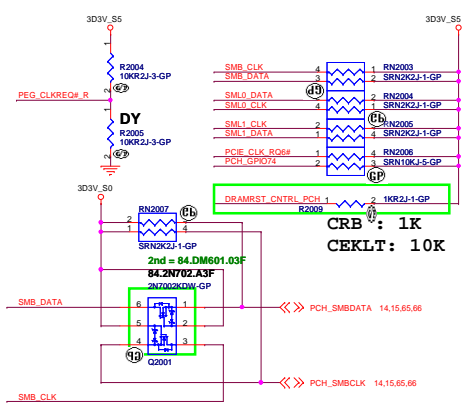 3D3V_S5
1
R2004
10KR2J-3-GP
2
PEG_CLKREQ#_R
DY
1
R2005
10KR2J-3-GP
2
3D3V_S5
SMB_CLK 4 1 RN2003
SMB_DATA 3 2 SRN2K2J-1-GP
SML0_DATA 4 1 RN2004
SML0_CLK 3 2 SRN2K2J-1-GP
SML1_CLK 4 1 RN2005
SML1_DATA 3 2 SRN2K2J-1-GP
PCIE_CLK_RQ6# 1 4 RN2006
PCH_GPIO74 2 3 SRN10KJ-5-GP
DRAMRST_CNTRL_PCH 1 2 1KR2J-1-GP
R2009
CRB : 1K
CEKLT: 10K
3D3V_S0
RN2007
2 3
1 4
SRN2K2J-1-GP
2nd = 84.DM601.03F
84.2N702.A3F
2N7002KDW-GP
SMB_DATA 6 1 PCH_SMBDATA 14,15,65,66
5 2
4 3
Q2001
PCH_SMBCLK 14,15,65,66
SMB_CLK